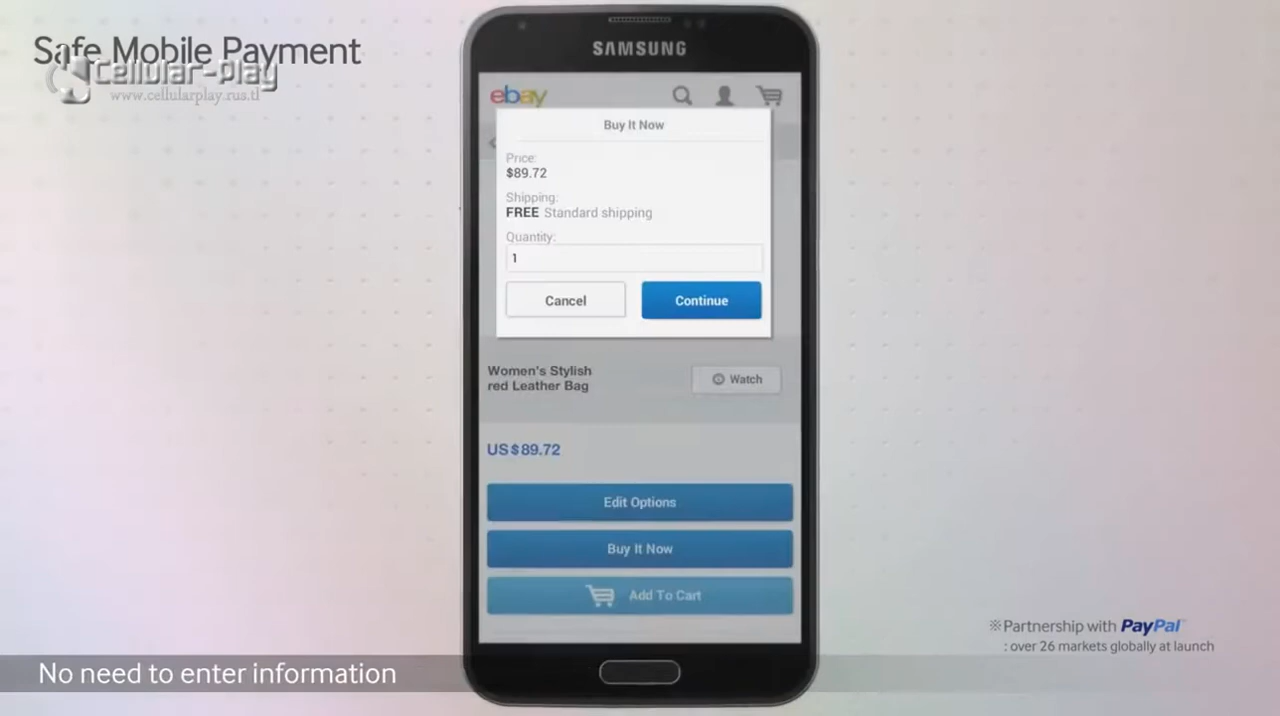 Safe Mobile Payment
Cellular-play
www.cellularplay.rus.tl
SAMSUNG
ebay
Buy It Now
Price:
$89.72
Shipping:
FREE Standard shipping
Quantity:
1
Cancel
Continue
Women's Stylish
red Leather Bag
Watch
US $89.72
Edit Options
Buy It Now
Add To Cart
※Partnership with PayPal™
: over 26 markets globally at launch
No need to enter information